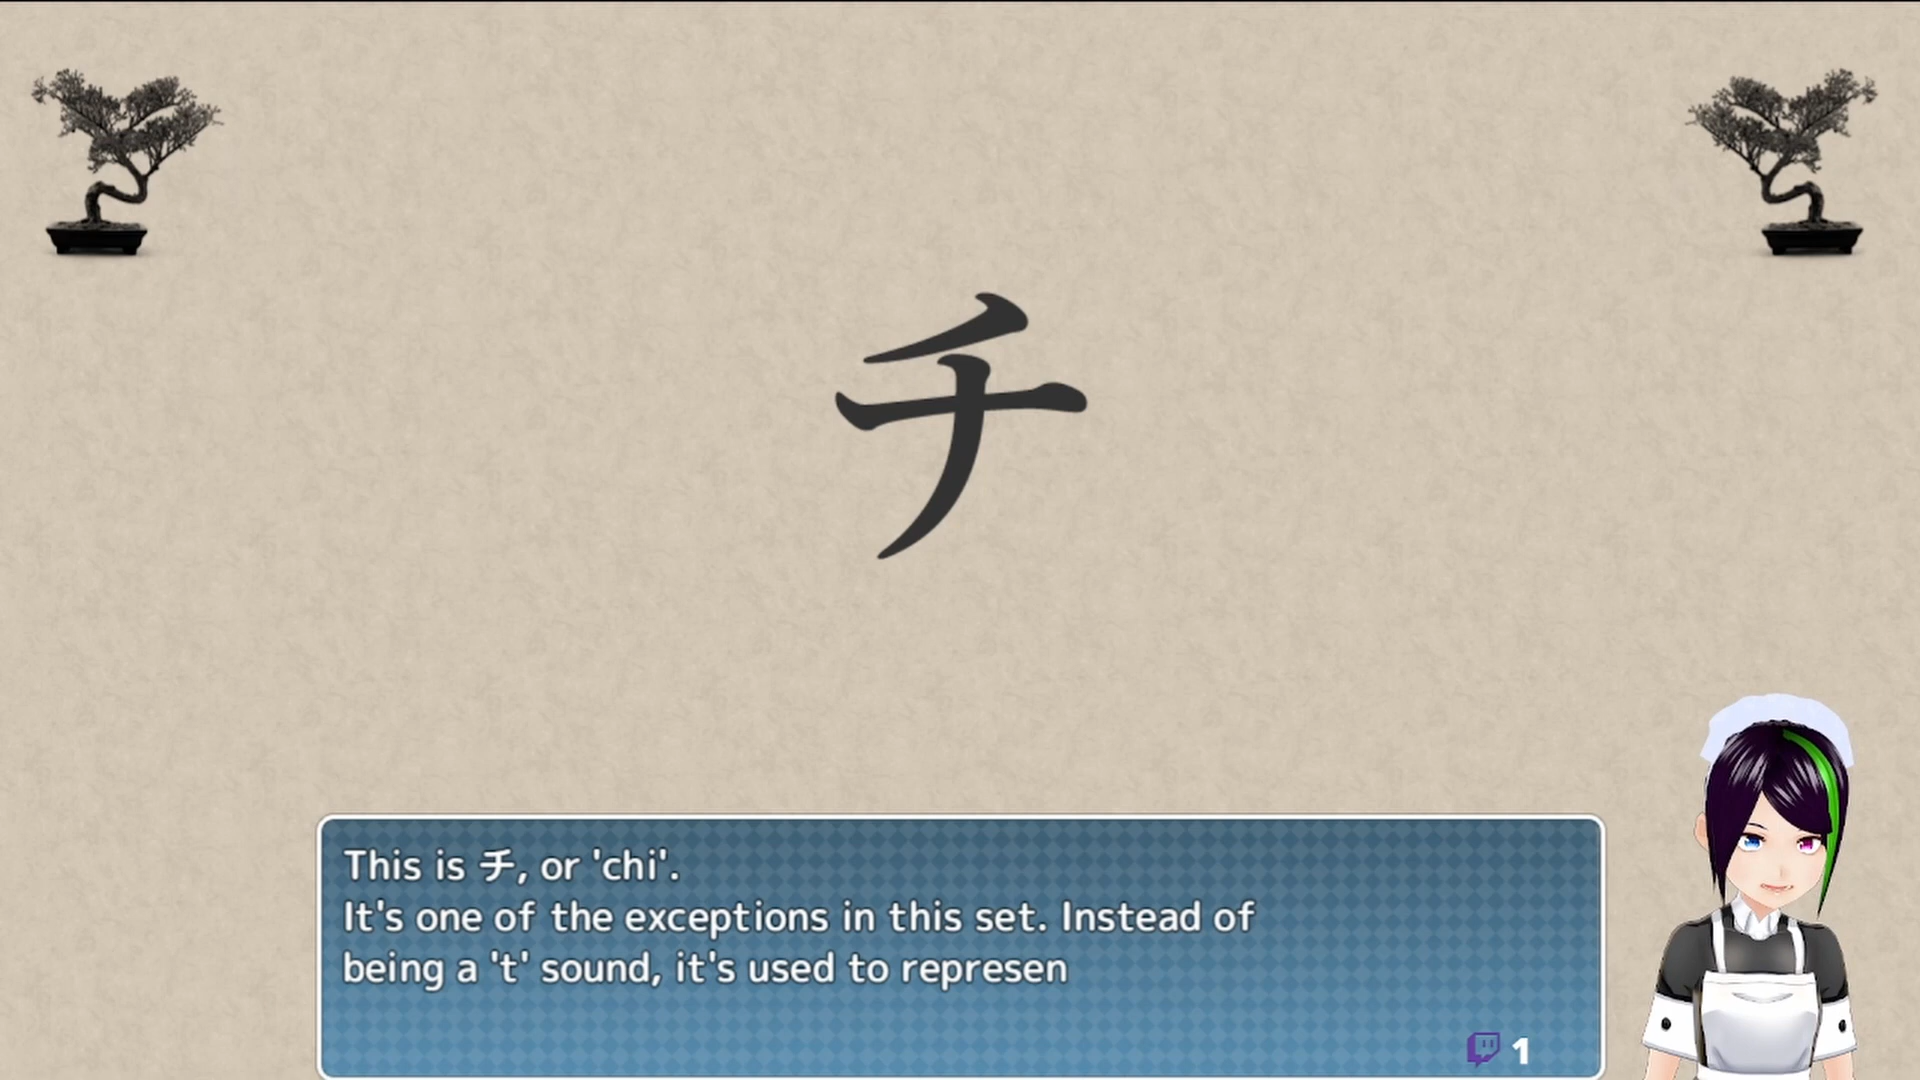 チ
This is チ, or 'chi'.
It's one of the exceptions in this set. Instead of
being a 't' sound, it's used to represen
1